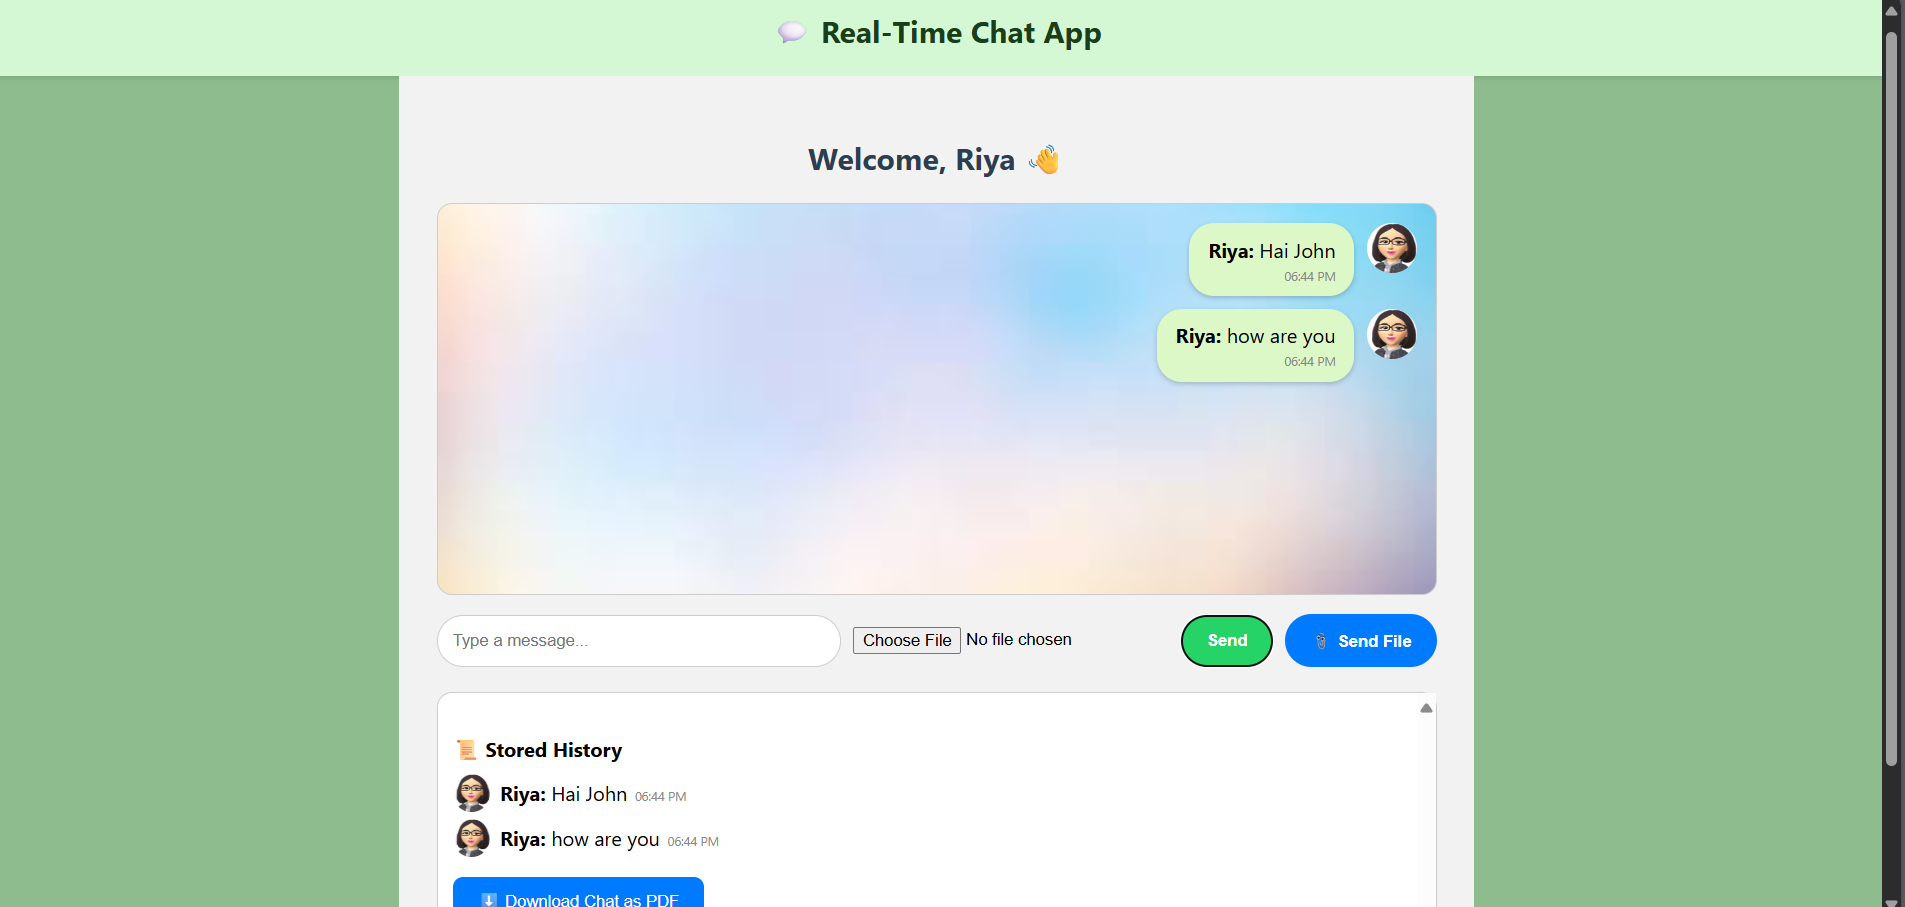 Real-Time Chat App
Welcome, Riya
Riya: Hai John
06:44 PM
Riya: how are you
06:44 PM
Type a message...
Choose File No file chosen
Send
Send File
Stored History
Riya: Hai John 06:44 PM
Riya: how are you 06:44 PM
Download Chat as PDF